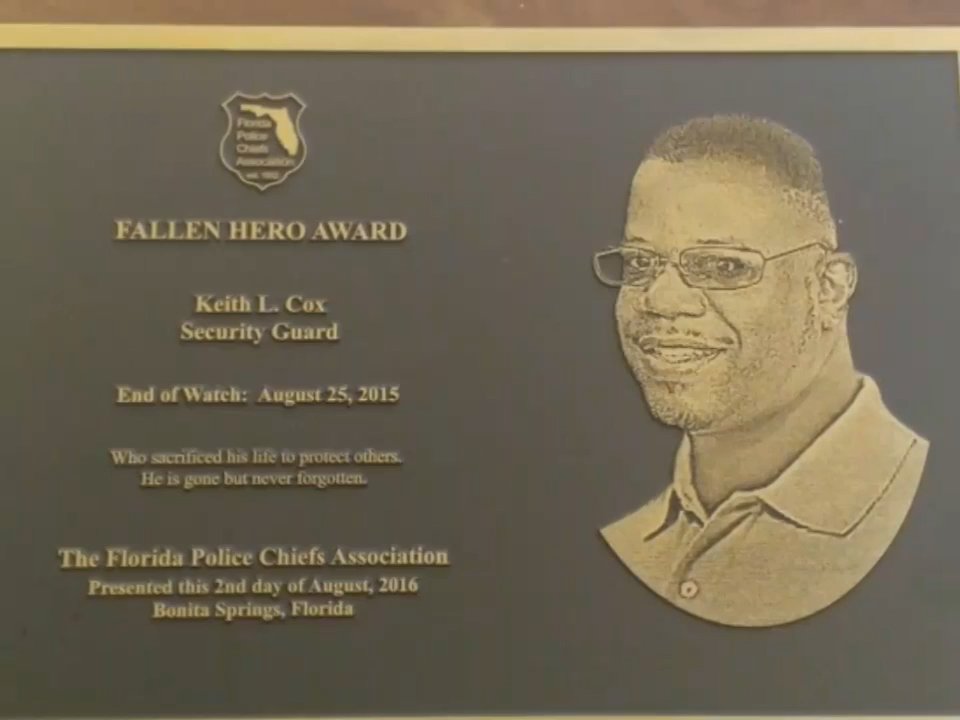 Florida
Police
Chiefs
Association
est. 1952
FALLEN HERO AWARD
Keith L. Cox
Security Guard
End of Watch: August 25, 2015
Who sacrificed his life to protect others.
He is gone but never forgotten.
The Florida Police Chiefs Association
Presented this 2nd day of August, 2016
Bonita Springs, Florida